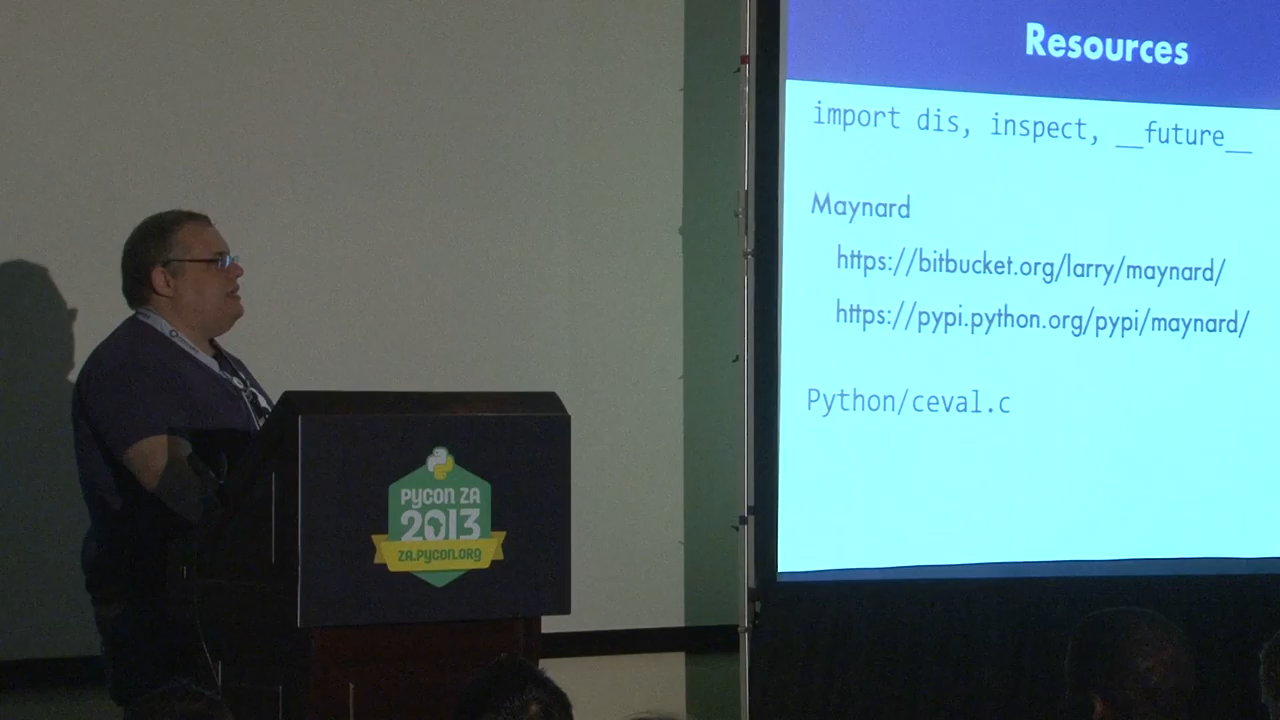 Resources
import dis, inspect, __future__
Maynard
https://bitbucket.org/larry/maynard/
https://pypi.python.org/pypi/maynard/
Python/ceval.c
PYCON ZA
2013
ZA.PYCON.ORG